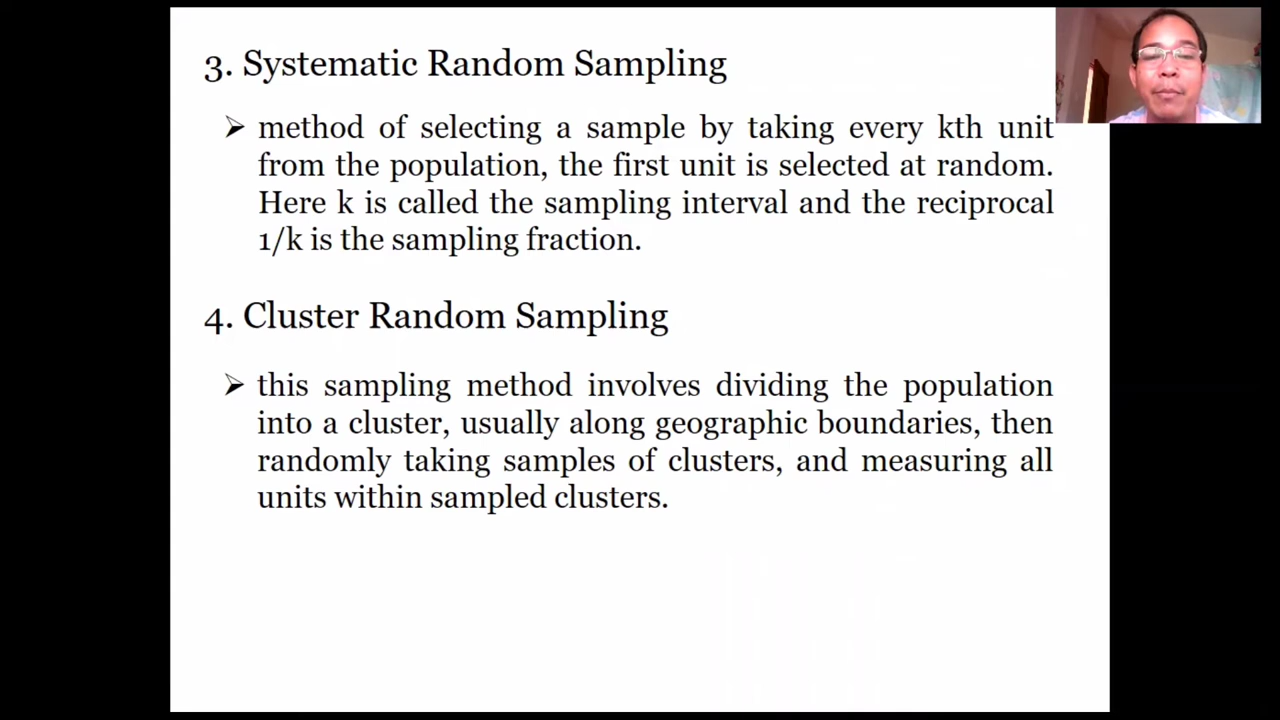 3. Systematic Random Sampling
➢ method of selecting a sample by taking every kth unit
from the population, the first unit is selected at random.
Here k is called the sampling interval and the reciprocal
1/k is the sampling fraction.
4. Cluster Random Sampling
➢ this sampling method involves dividing the population
into a cluster, usually along geographic boundaries, then
randomly taking samples of clusters, and measuring all
units within sampled clusters.